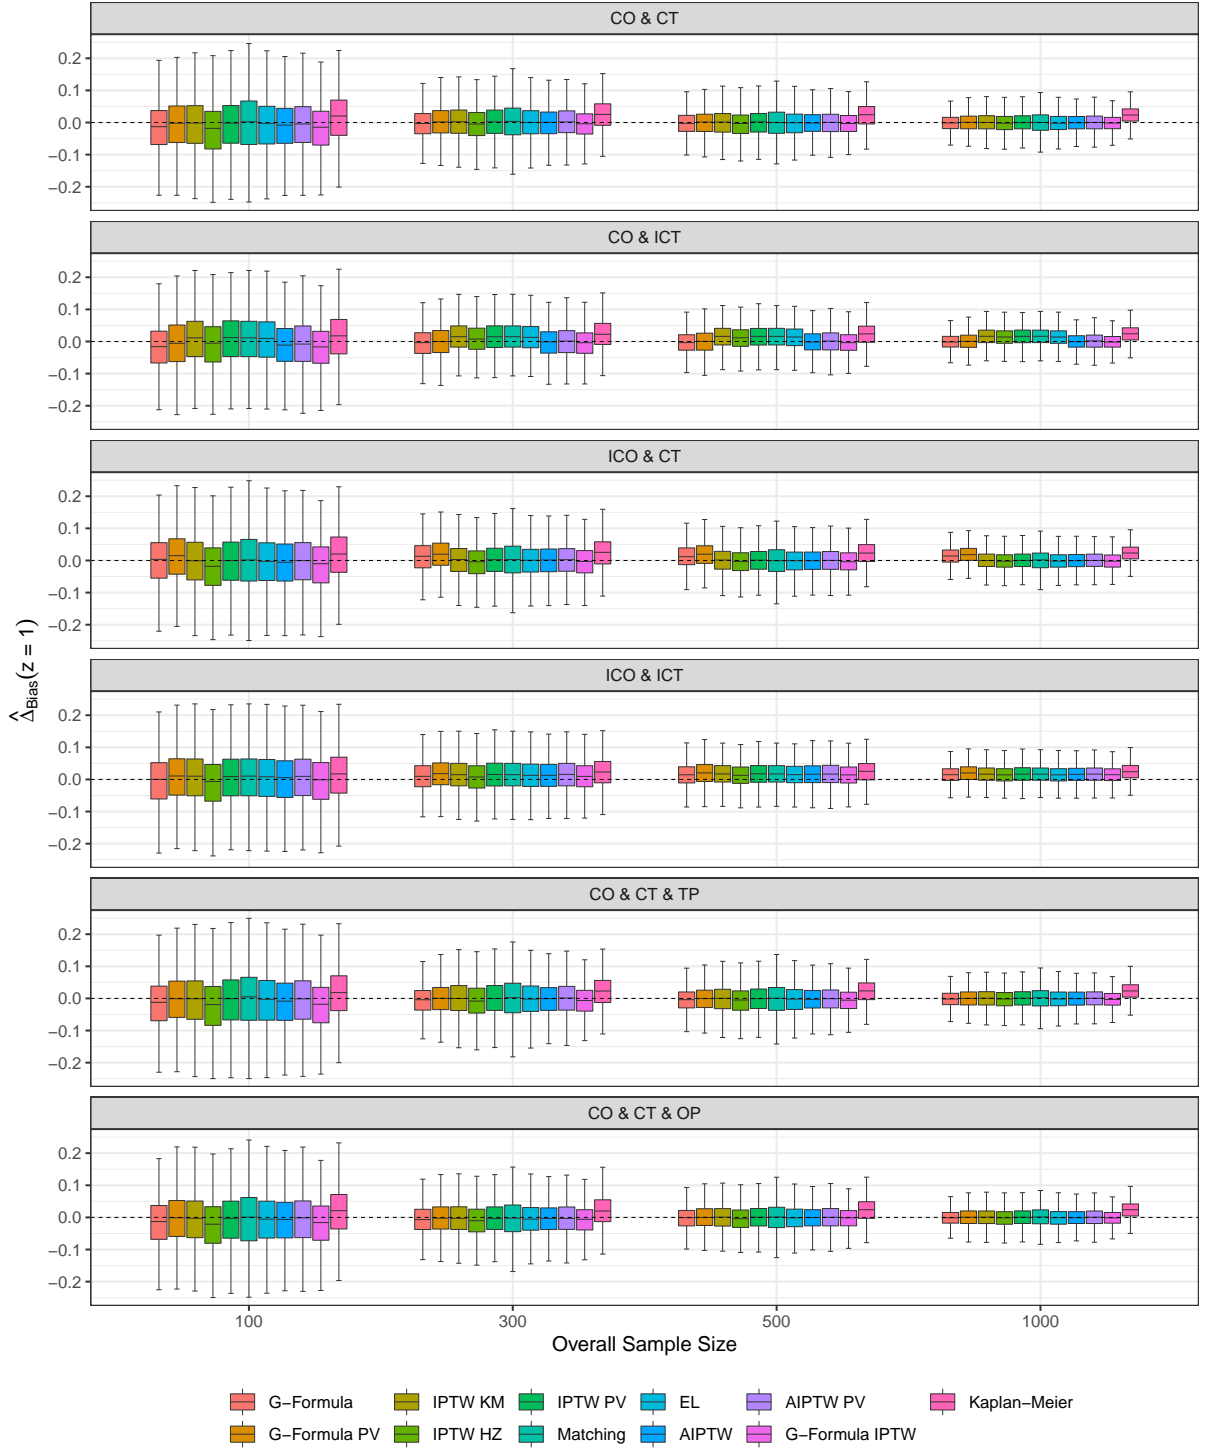 CO & CT
0.2
0.1
0.0
−0.1
−0.2
CO & ICT
0.2
0.1
0.0
−0.1
−0.2
ICO & CT
0.2
0.1
0.0
−0.1
−0.2
ICO & ICT
0.2
0.1
0.0
−0.1
−0.2
CO & CT & TP
0.2
0.1
0.0
−0.1
−0.2
CO & CT & OP
0.2
0.1
0.0
−0.1
−0.2
Δ̂Bias(z = 1)
100 300 500 1000
Overall Sample Size
G−Formula IPTW KM IPTW PV EL AIPTW PV Kaplan−Meier
G−Formula PV IPTW HZ Matching AIPTW G−Formula IPTW